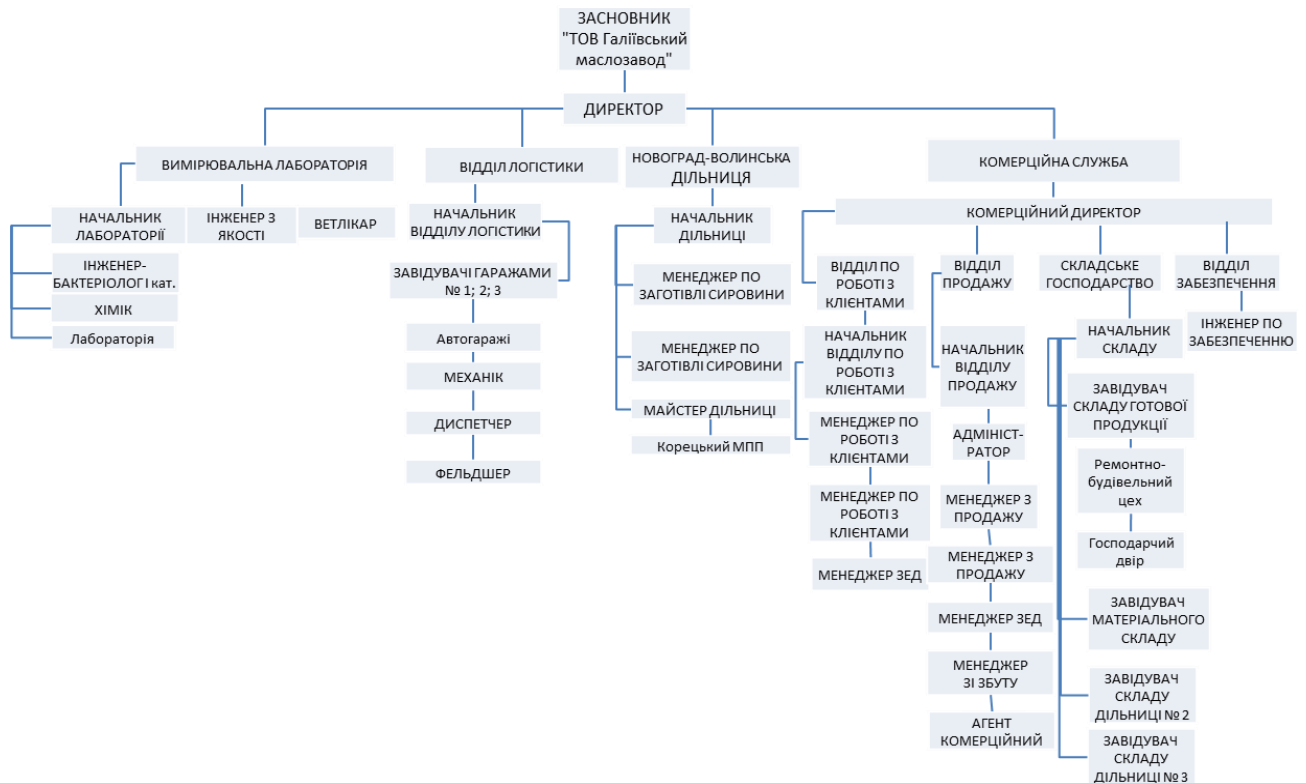 ЗАСНОВНИК
"ТОВ Галіївський
маслозавод"
ДИРЕКТОР
ВИМІРЮВАЛЬНА ЛАБОРАТОРІЯ
ВІДДІЛ ЛОГІСТИКИ
НОВОГРАД-ВОЛИНСЬКА
ДІЛЬНИЦЯ
КОМЕРЦІЙНА СЛУЖБА
НАЧАЛЬНИК
ЛАБОРАТОРІЇ
ІНЖЕНЕР З
ЯКОСТІ
ВЕТЛІКАР
ІНЖЕНЕР-
БАКТЕРІОЛОГ І кат.
ХІМІК
Лабораторія
НАЧАЛЬНИК
ВІДДІЛУ ЛОГІСТИКИ
ЗАВІДУВАЧІ ГАРАЖАМИ
№ 1; 2; 3
Автогаражі
МЕХАНІК
ДИСПЕТЧЕР
ФЕЛЬДШЕР
НАЧАЛЬНИК
ДІЛЬНИЦІ
МЕНЕДЖЕР ПО
ЗАГОТІВЛІ СИРОВИНИ
МЕНЕДЖЕР ПО
ЗАГОТІВЛІ СИРОВИНИ
МАЙСТЕР ДІЛЬНИЦІ
Корецький МПП
КОМЕРЦІЙНИЙ ДИРЕКТОР
ВІДДІЛ ПО
РОБОТІ З
КЛІЄНТАМИ
НАЧАЛЬНИК
ВІДДІЛУ ПО
РОБОТІ З
КЛІЄНТАМИ
МЕНЕДЖЕР ПО
РОБОТІ З
КЛІЄНТАМИ
МЕНЕДЖЕР ПО
РОБОТІ З
КЛІЄНТАМИ
МЕНЕДЖЕР ЗЕД
ВІДДІЛ
ПРОДАЖУ
НАЧАЛЬНИК
ВІДДІЛУ
ПРОДАЖУ
АДМІНІСТ-
РАТОР
МЕНЕДЖЕР З
ПРОДАЖУ
МЕНЕДЖЕР З
ПРОДАЖУ
МЕНЕДЖЕР ЗЕД
МЕНЕДЖЕР
ЗІ ЗБУТУ
АГЕНТ
КОМЕРЦІЙНИЙ
СКЛАДСЬКЕ
ГОСПОДАРСТВО
НАЧАЛЬНИК
СКЛАДУ
ЗАВІДУВАЧ
СКЛАДУ ГОТОВОЇ
ПРОДУКЦІЇ
Ремонтно-
будівельний
цех
Господарчий
двір
ЗАВІДУВАЧ
МАТЕРІАЛЬНОГО
СКЛАДУ
ЗАВІДУВАЧ
СКЛАДУ
ДІЛЬНИЦІ № 2
ЗАВІДУВАЧ
СКЛАДУ
ДІЛЬНИЦІ № 3
ВІДДІЛ
ЗАБЕЗПЕЧЕННЯ
ІНЖЕНЕР ПО
ЗАБЕЗПЕЧЕННЮ